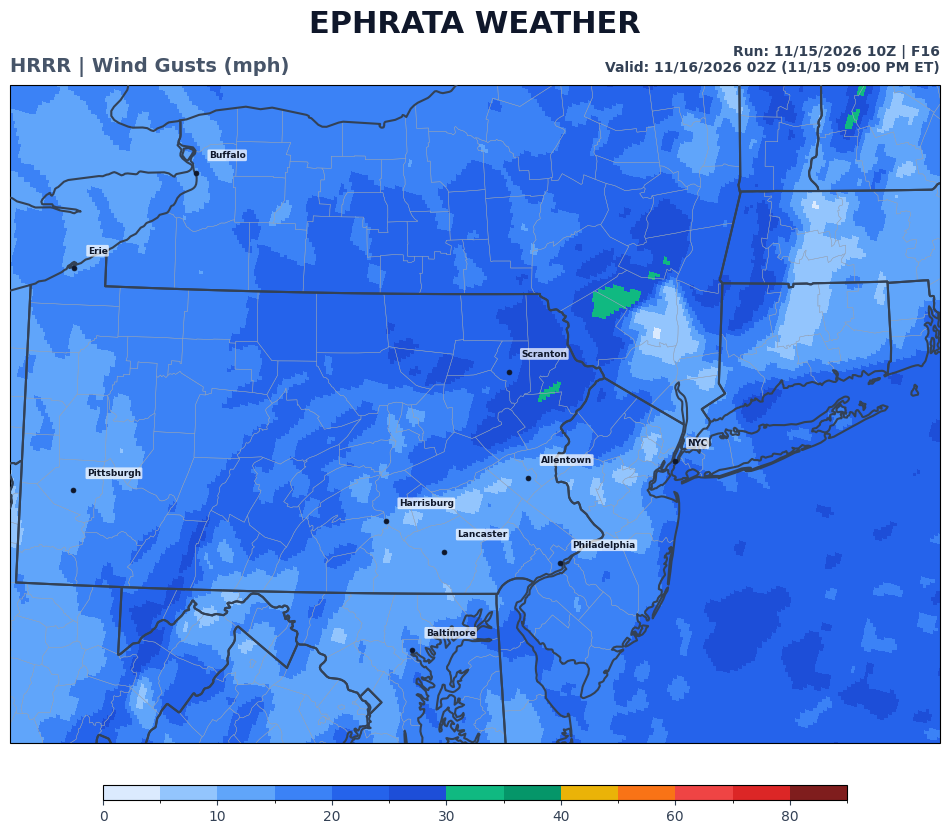 EPHRATA WEATHER
HRRR | Wind Gusts (mph)
Run: 11/15/2026 10Z | F16
Valid: 11/16/2026 02Z (11/15 09:00 PM ET)
Buffalo
Erie
Scranton
NYC
Allentown
Pittsburgh
Harrisburg
Lancaster
Philadelphia
Baltimore
0 10 20 30 40 60 80